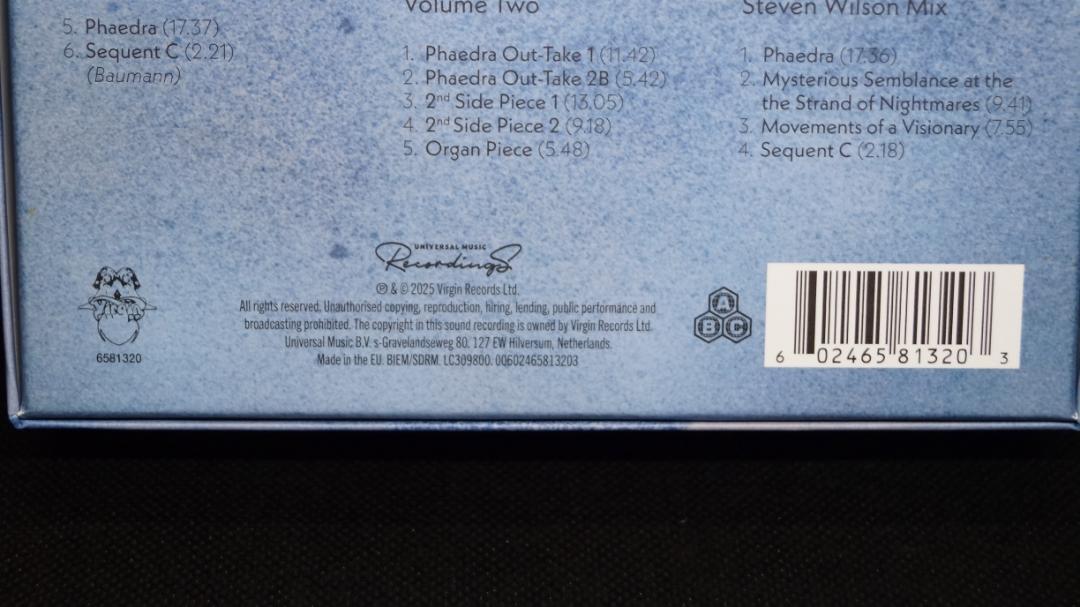 5. Phaedra (17.37)
6. Sequent C (2.21)
(Baumann)
Volume Two
1. Phaedra Out-Take 1 (11.42)
2. Phaedra Out-Take 2B (5.42)
3. 2nd Side Piece 1 (13.05)
4. 2nd Side Piece 2 (9.18)
5. Organ Piece (5.48)
Steven Wilson Mix
1. Phaedra (17.36)
2. Mysterious Semblance at the
the Strand of Nightmares (9.41)
3. Movements of a Visionary (7.55)
4. Sequent C (2.18)
Virgin
6581320
UNIVERSAL MUSIC
Recordings
℗ & © 2025 Virgin Records Ltd.
All rights reserved. Unauthorised copying, reproduction, hiring, lending, public performance and
broadcasting prohibited. The copyright in this sound recording is owned by Virgin Records Ltd.
Universal Music B.V. s-Gravelandseweg 80. 127 EW Hilversum, Netherlands.
Made in the EU. BIEM/SDRM. LC309800. 00602465813203
A
B C
6 02465 81320 3